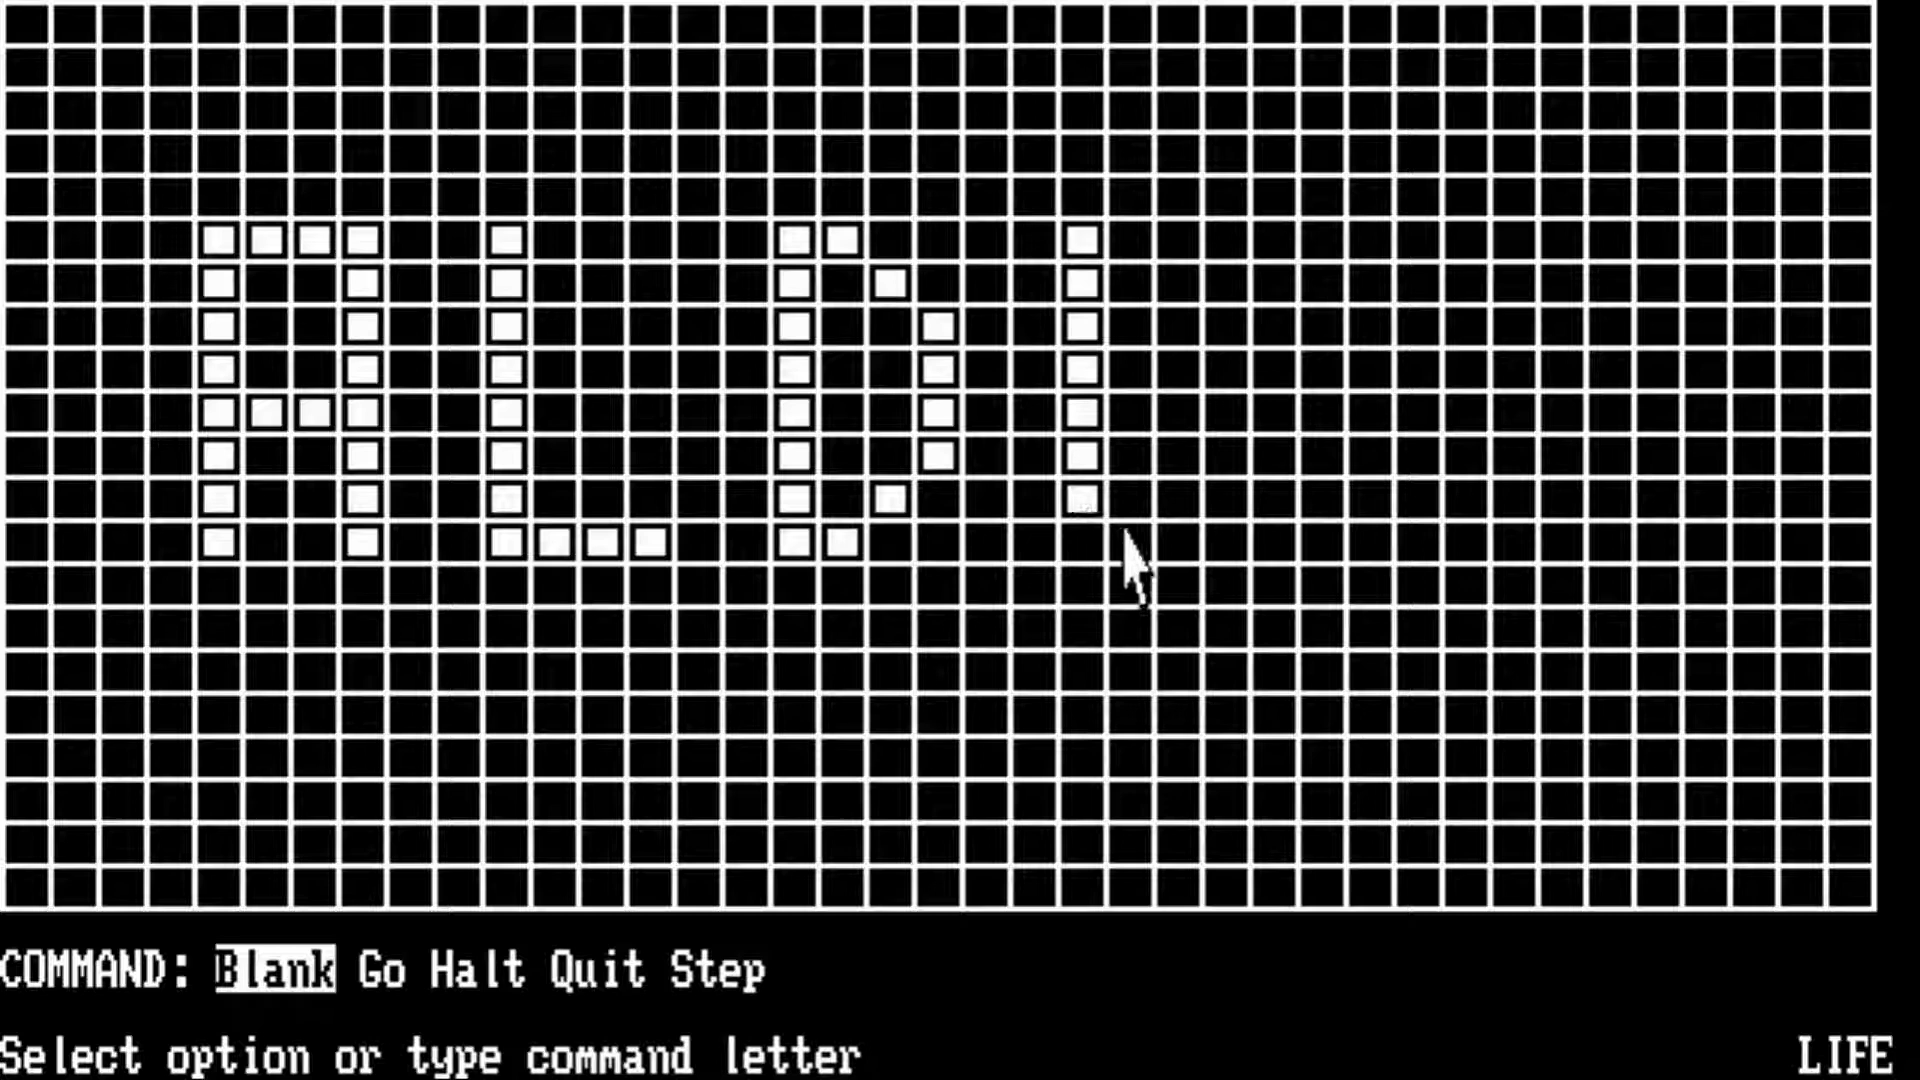 ALDI
COMMAND: Blank Go Halt Quit Step
Select option or type command letter
LIFE